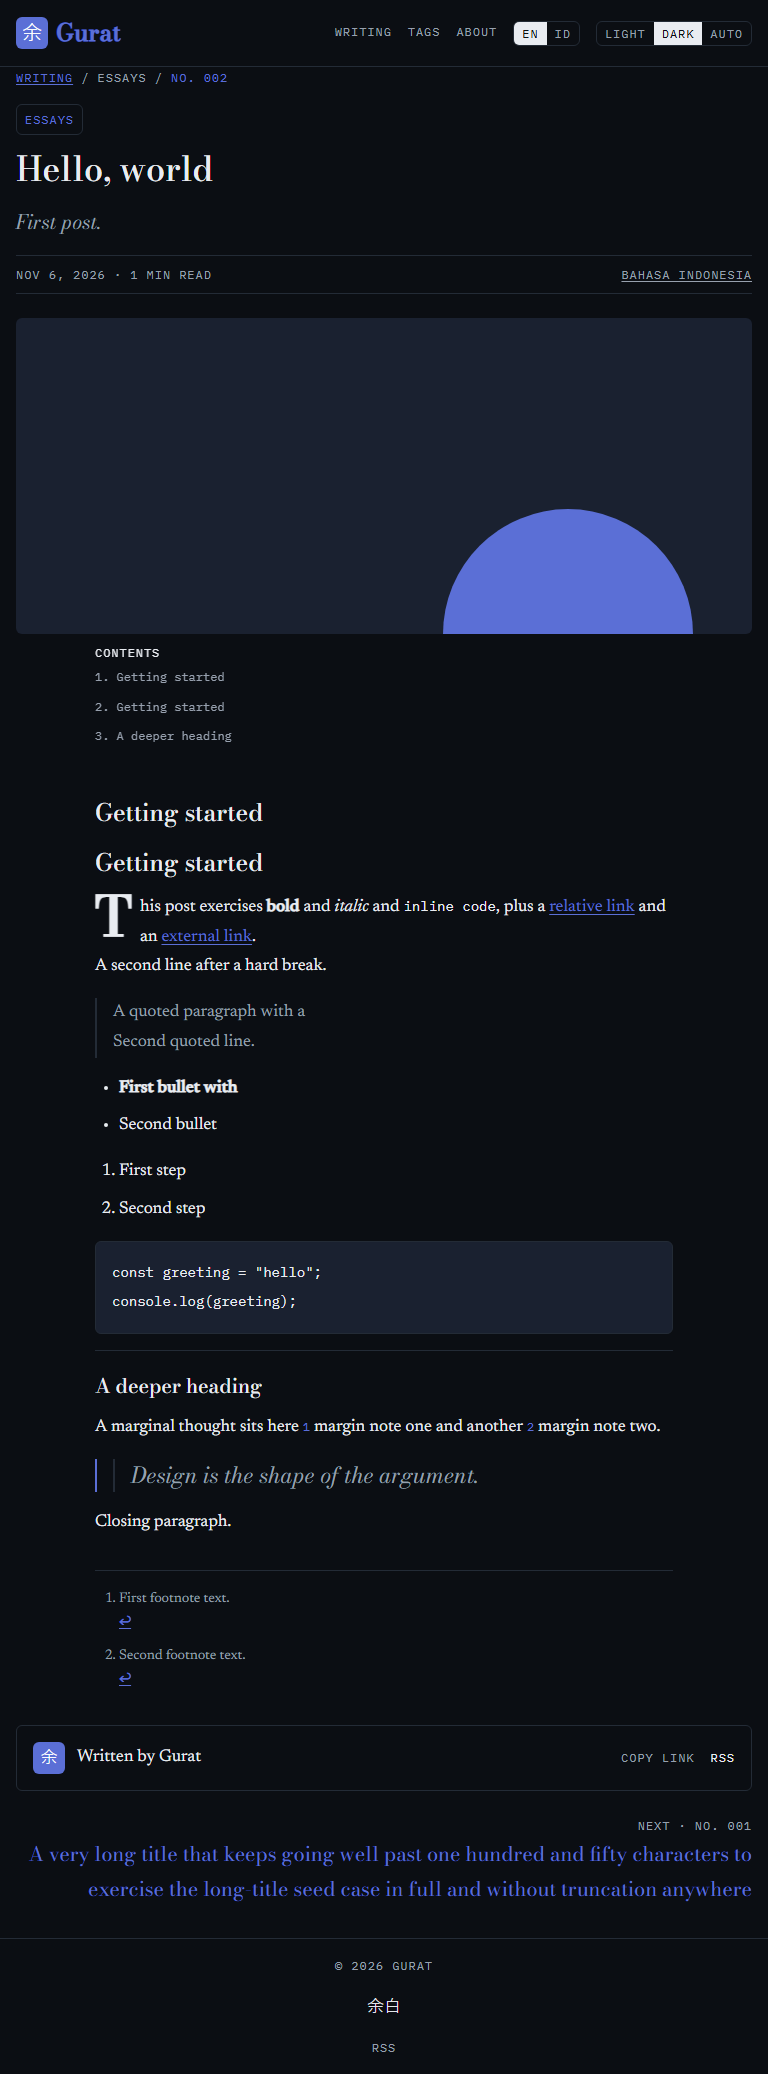 余 Gurat WRITING TAGS ABOUT EN ID LIGHT DARK AUTO
WRITING / ESSAYS / NO. 002
ESSAYS
Hello, world
First post.
NOV 6, 2026 · 1 MIN READ BAHASA INDONESIA
CONTENTS
1. Getting started
2. Getting started
3. A deeper heading
Getting started
Getting started
This post exercises bold and italic and inline code, plus a relative link and
an external link.
A second line after a hard break.
A quoted paragraph with a
Second quoted line.
• First bullet with
• Second bullet
1. First step
2. Second step
const greeting = "hello";
console.log(greeting);
A deeper heading
A marginal thought sits here 1 margin note one and another 2 margin note two.
Design is the shape of the argument.
Closing paragraph.
1. First footnote text.
↩
2. Second footnote text.
↩
余 Written by Gurat COPY LINK RSS
NEXT · NO. 001
A very long title that keeps going well past one hundred and fifty characters to
exercise the long-title seed case in full and without truncation anywhere
© 2026 GURAT
余白
RSS